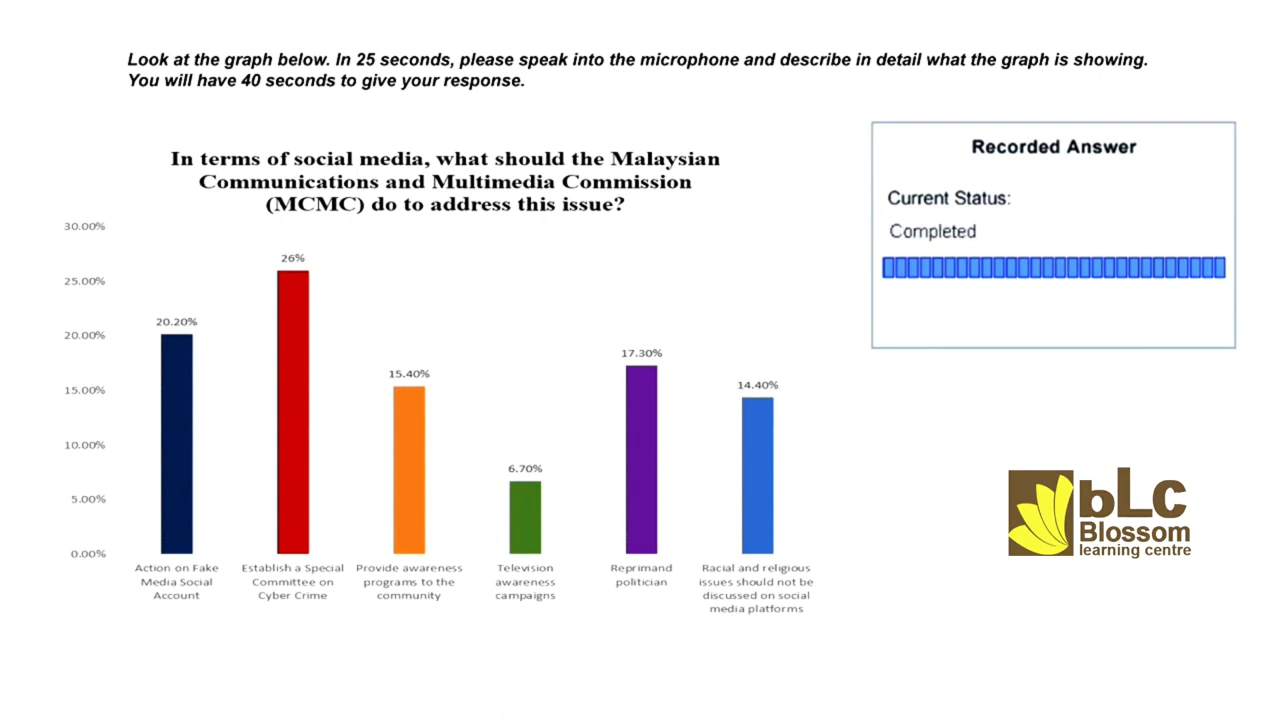 Look at the graph below. In 25 seconds, please speak into the microphone and describe in detail what the graph is showing.
You will have 40 seconds to give your response.
In terms of social media, what should the Malaysian
Communications and Multimedia Commission
(MCMC) do to address this issue?
30.00%
25.00%
20.00%
15.00%
10.00%
5.00%
0.00%
20.20%
26%
15.40%
6.70%
17.30%
14.40%
Action on Fake
Media Social
Account
Establish a Special
Committee on
Cyber Crime
Provide awareness
programs to the
community
Television
awareness
campaigns
Reprimand
politician
Racial and religious
issues should not be
discussed on social
media platforms
Recorded Answer
Current Status:
Completed
bLc
Blossom
learning centre